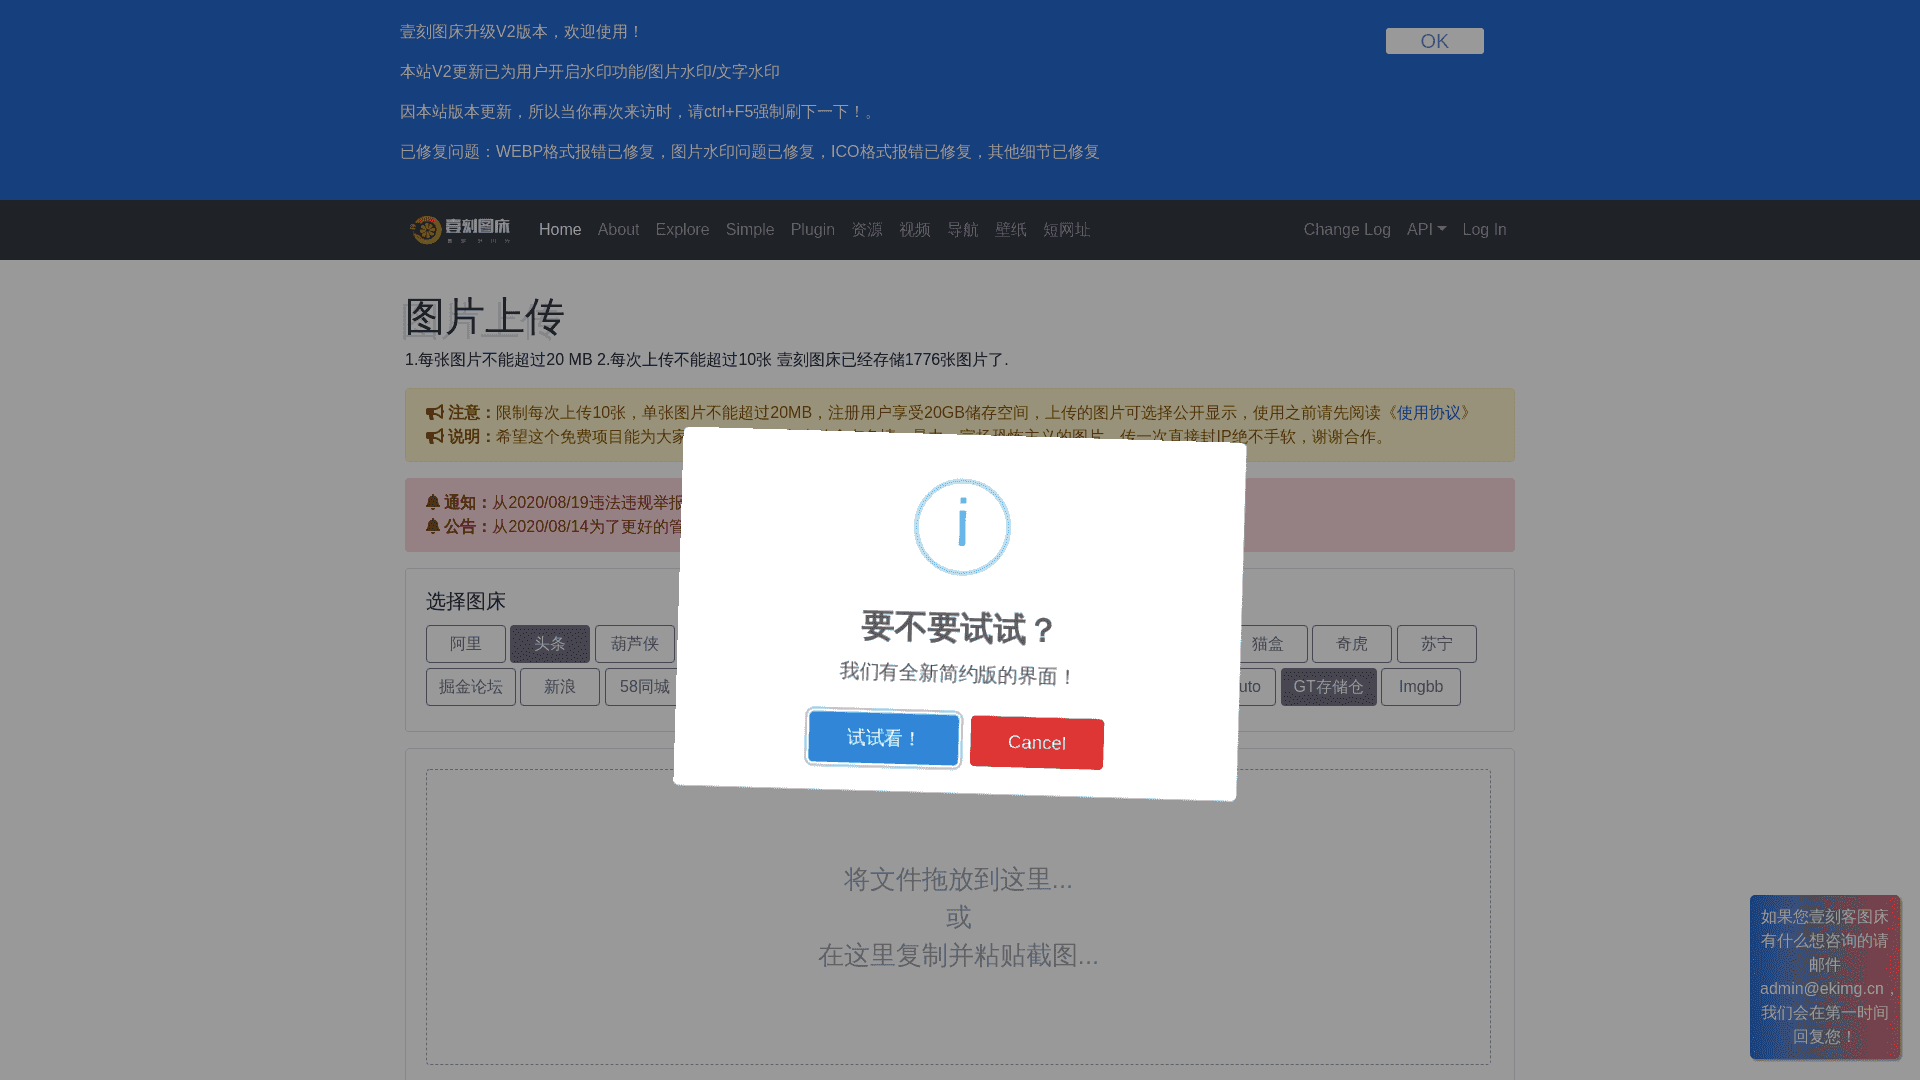 壹刻图床升级V2版本，欢迎使用！
OK
本站V2更新已为用户开启水印功能/图片水印/文字水印
因本站版本更新，所以当你再次来访时，请ctrl+F5强制刷下一下！。
已修复问题：WEBP格式报错已修复，图片水印问题已修复，ICO格式报错已修复，其他细节已修复
壹刻图床 Home About Explore Simple Plugin 资源 视频 导航 壁纸 短网址 Change Log API Log In
图片上传
1.每张图片不能超过20 MB 2.每次上传不能超过10张 壹刻图床已经存储1776张图片了.
注意：限制每次上传10张，单张图片不能超过20MB，注册用户享受20GB储存空间，上传的图片可选择公开显示，使用之前请先阅读《使用协议》
说明：希望这个免费项目能为大家 宣扬恐怖主义的图片，传一次直接封IP绝不手软，谢谢合作。
通知：从2020/08/19违法违规举报
公告：从2020/08/14为了更好的管
选择图床
阿里 头条 葫芦侠 猫盒 奇虎 苏宁
掘金论坛 新浪 58同城 uto GT存储仓 Imgbb
i
要不要试试？
我们有全新简约版的界面！
试试看！ Cancel
将文件拖放到这里...
或
在这里复制并粘贴截图...
如果您壹刻客图床
有什么想咨询的请
邮件
admin@ekimg.cn，
我们会在第一时间
回复您！